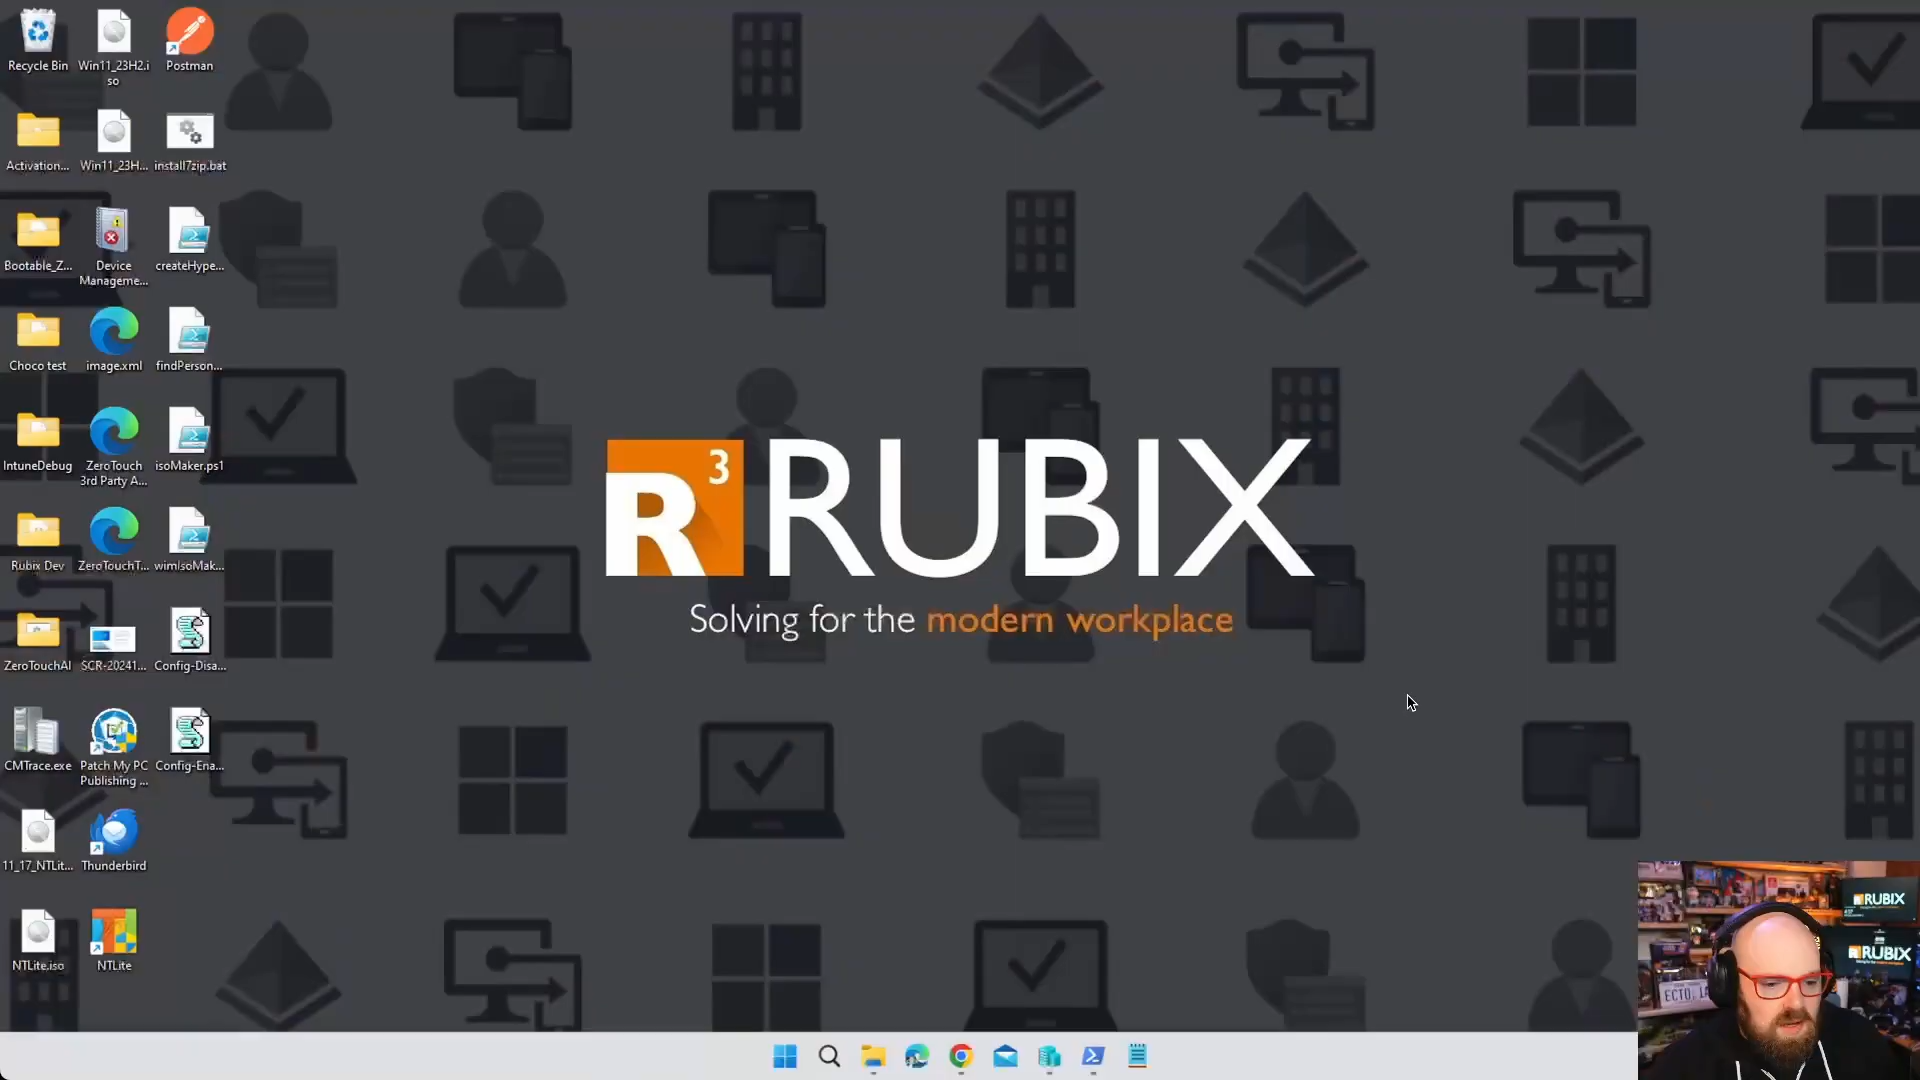 Recycle Bin
Win11_23H2.i
so
Postman
Activation...
Win11_23H...
install7zip.bat
Bootable_Z...
Device
Manageme...
createHype...
Choco test
image.xml
findPerson...
IntuneDebug
ZeroTouch
3rd Party A...
isoMaker.ps1
Rubix Dev
ZeroTouchT...
wimIsoMak...
ZeroTouchAI
SCR-20241...
Config-Disa...
CMTrace.exe
Patch My PC
Publishing ...
Config-Ena...
11_17_NTLit...
Thunderbird
NTLite.iso
NTLite
R3 RUBIX
Solving for the modern workplace
RUBIX
RUBIX